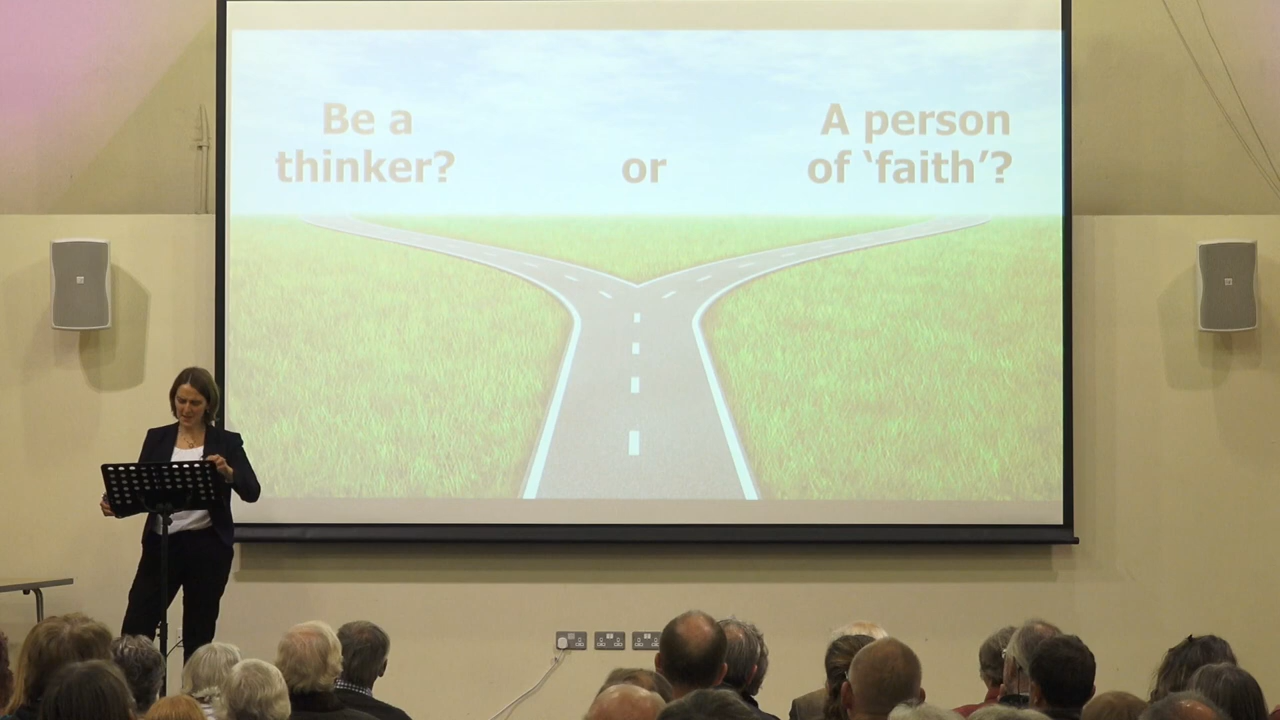 Be a
thinker?
or
A person
of ‘faith’?